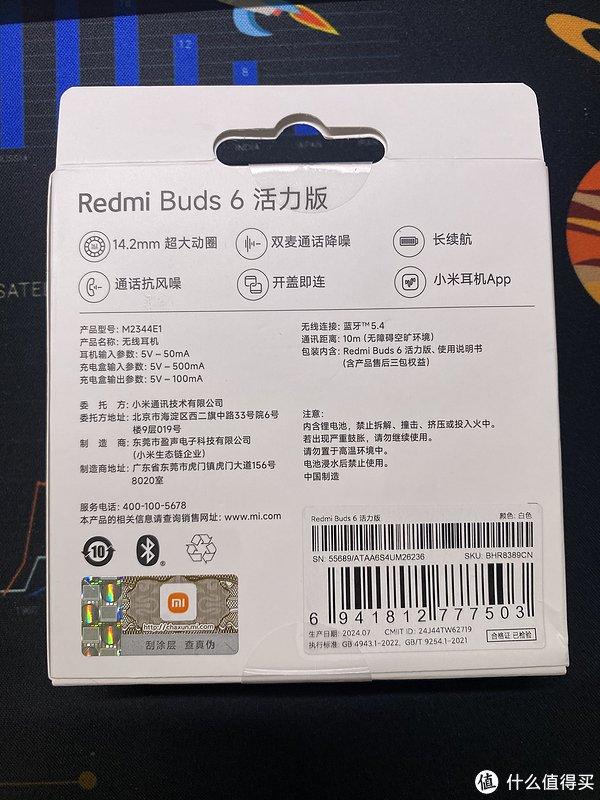 12
8
INDIA
JAPAN
Redmi Buds 6 活力版
14.2mm 超大动圈
双麦通话降噪
长续航
通话抗风噪
开盖即连
小米耳机App
产品型号: M2344E1
产品名称: 无线耳机
耳机输入参数: 5V⎓50mA
充电盒输入参数: 5V⎓500mA
充电盒输出参数: 5V⎓100mA
无线连接: 蓝牙™5.4
通讯距离: 10m (无障碍空旷环境)
包装内含: Redmi Buds 6 活力版、使用说明书
(含产品售后三包权益)
委 托 方: 小米通讯技术有限公司
委托方地址: 北京市海淀区西二旗中路33号院6号
楼9层019号
制 造 商: 东莞市盈声电子科技有限公司
(小米生态链企业)
制造商地址: 广东省东莞市虎门镇虎门大道156号
8020室
注意:
内含锂电池，禁止拆解、撞击、挤压或投入火中。
若出现严重鼓胀，请勿继续使用。
请勿置于高温环境中。
电池浸水后禁止使用。
中国制造
服务电话: 400-100-5678
本产品的相关信息请查询销售网址: www.mi.com
10
Redmi Buds 6 活力版
颜色: 白色
SN: 55689/ATAA6S4UM26236
SKU: BHR8389CN
6 941812 777503
生产日期: 2024.07
CMIIT ID: 24J44TW62719
执行标准: GB 4943.1-2022, GB/T 9254.1-2021
合格证 已检验
http://chaxun.mi.com
刮涂层 查真伪
值 什么值得买